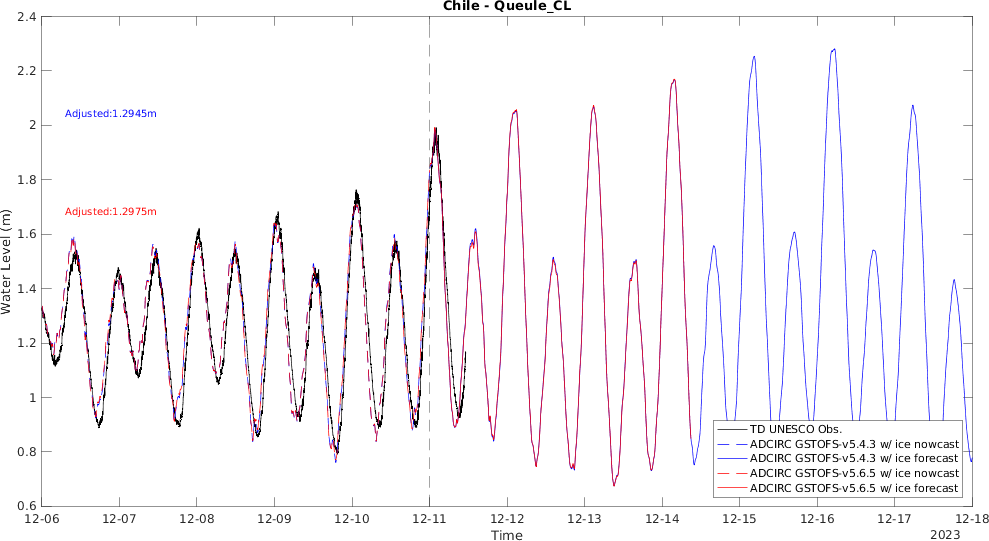 Chile - Queule_CL
2.4
2.2
2
1.8
1.6
1.4
1.2
1
0.8
0.6
Water Level (m)
Adjusted:1.2945m
Adjusted:1.2975m
TD UNESCO Obs.
ADCIRC GSTOFS-v5.4.3 w/ ice nowcast
ADCIRC GSTOFS-v5.4.3 w/ ice forecast
ADCIRC GSTOFS-v5.6.5 w/ ice nowcast
ADCIRC GSTOFS-v5.6.5 w/ ice forecast
12-06 12-07 12-08 12-09 12-10 12-11 12-12 12-13 12-14 12-15 12-16 12-17 12-18
Time
2023